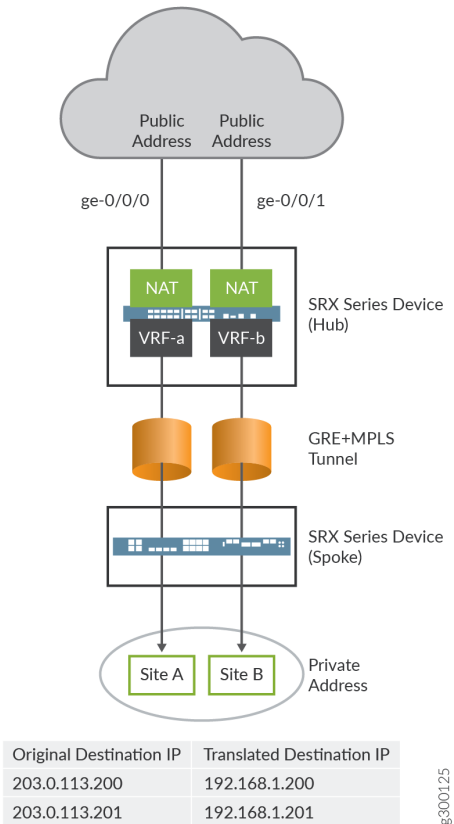 Public Public
Address Address
ge-0/0/0 ge-0/0/1
NAT NAT
SRX Series Device
(Hub)
VRF-a VRF-b
GRE+MPLS
Tunnel
SRX Series Device
(Spoke)
Site A Site B
Private
Address
Original Destination IP Translated Destination IP
203.0.113.200 192.168.1.200
203.0.113.201 192.168.1.201
g300125